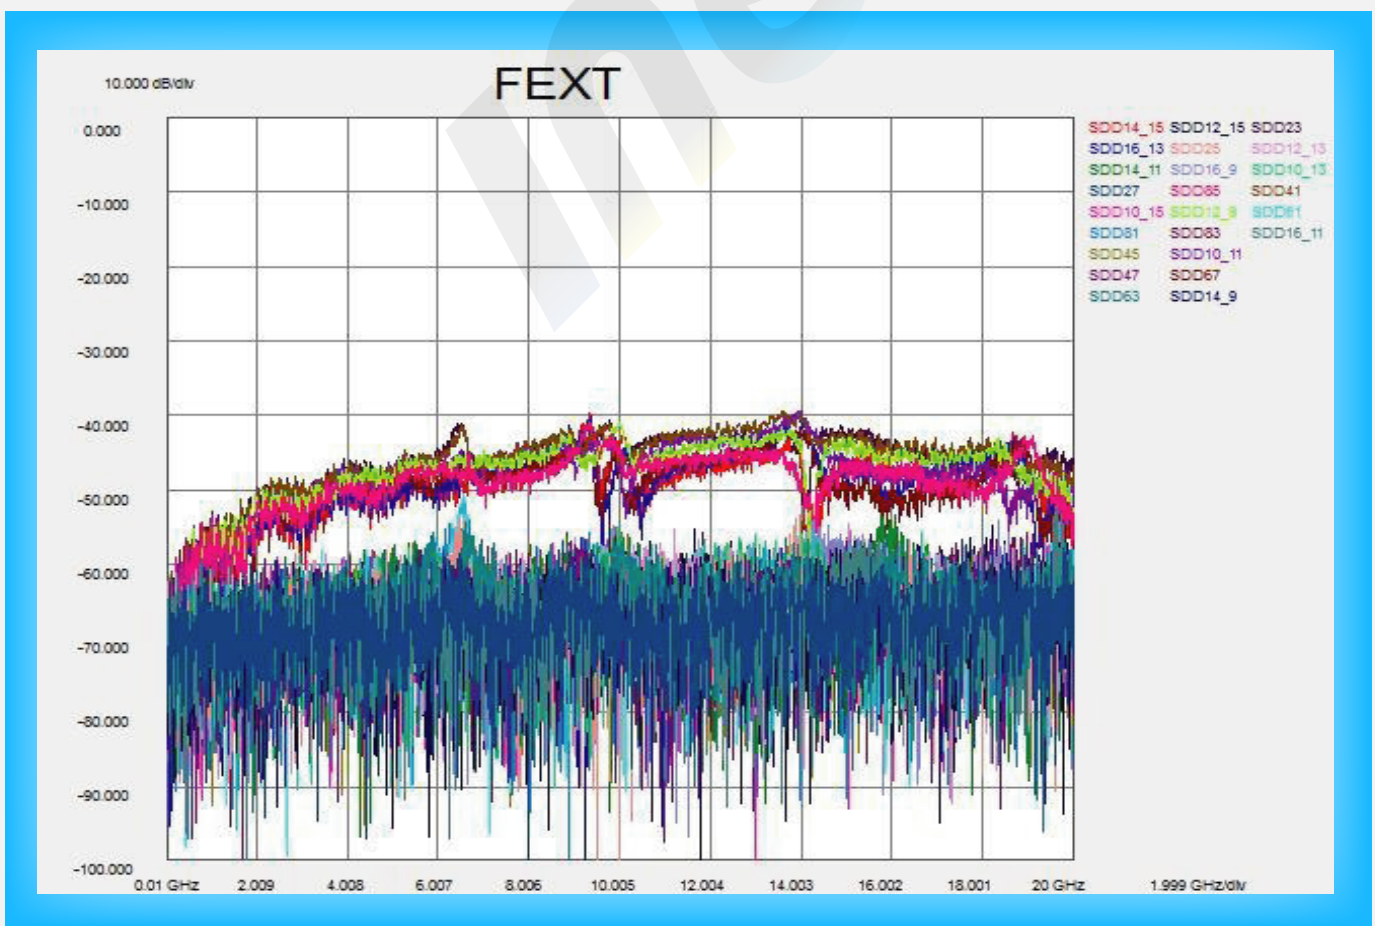 10.000 dB/div
FEXT
0.000
-10.000
-20.000
-30.000
-40.000
-50.000
-60.000
-70.000
-80.000
-90.000
-100.000
0.01 GHz 2.009 4.008 6.007 8.006 10.005 12.004 14.003 16.002 18.001 20 GHz 1.999 GHz/div
SDD14_15 SDD12_15 SDD23
SDD16_13 SDD25 SDD12_13
SDD14_11 SDD16_9 SDD10_13
SDD27 SDD85 SDD41
SDD10_15
SDD81 SDD83 SDD16_11
SDD45 SDD10_11
SDD47 SDD67
SDD63 SDD14_9